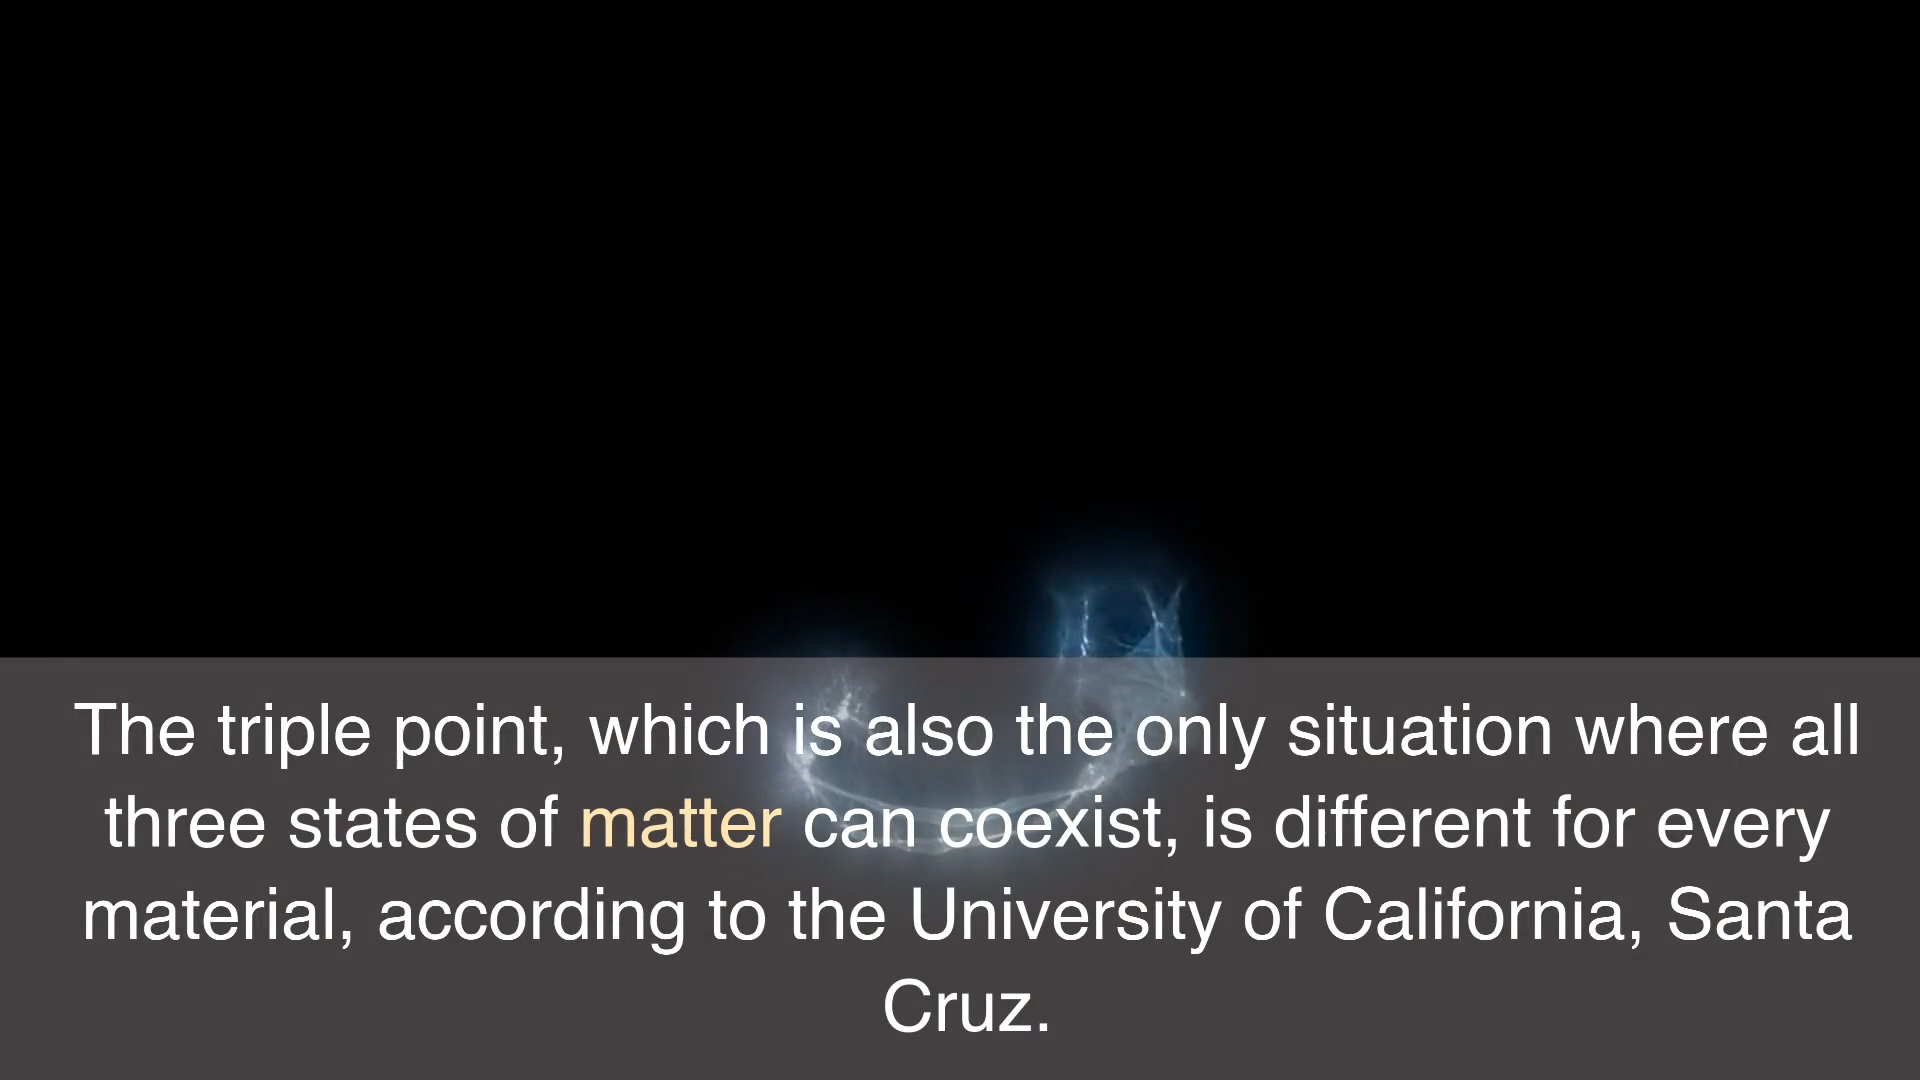 The triple point, which is also the only situation where all
three states of matter can coexist, is different for every
material, according to the University of California, Santa
Cruz.